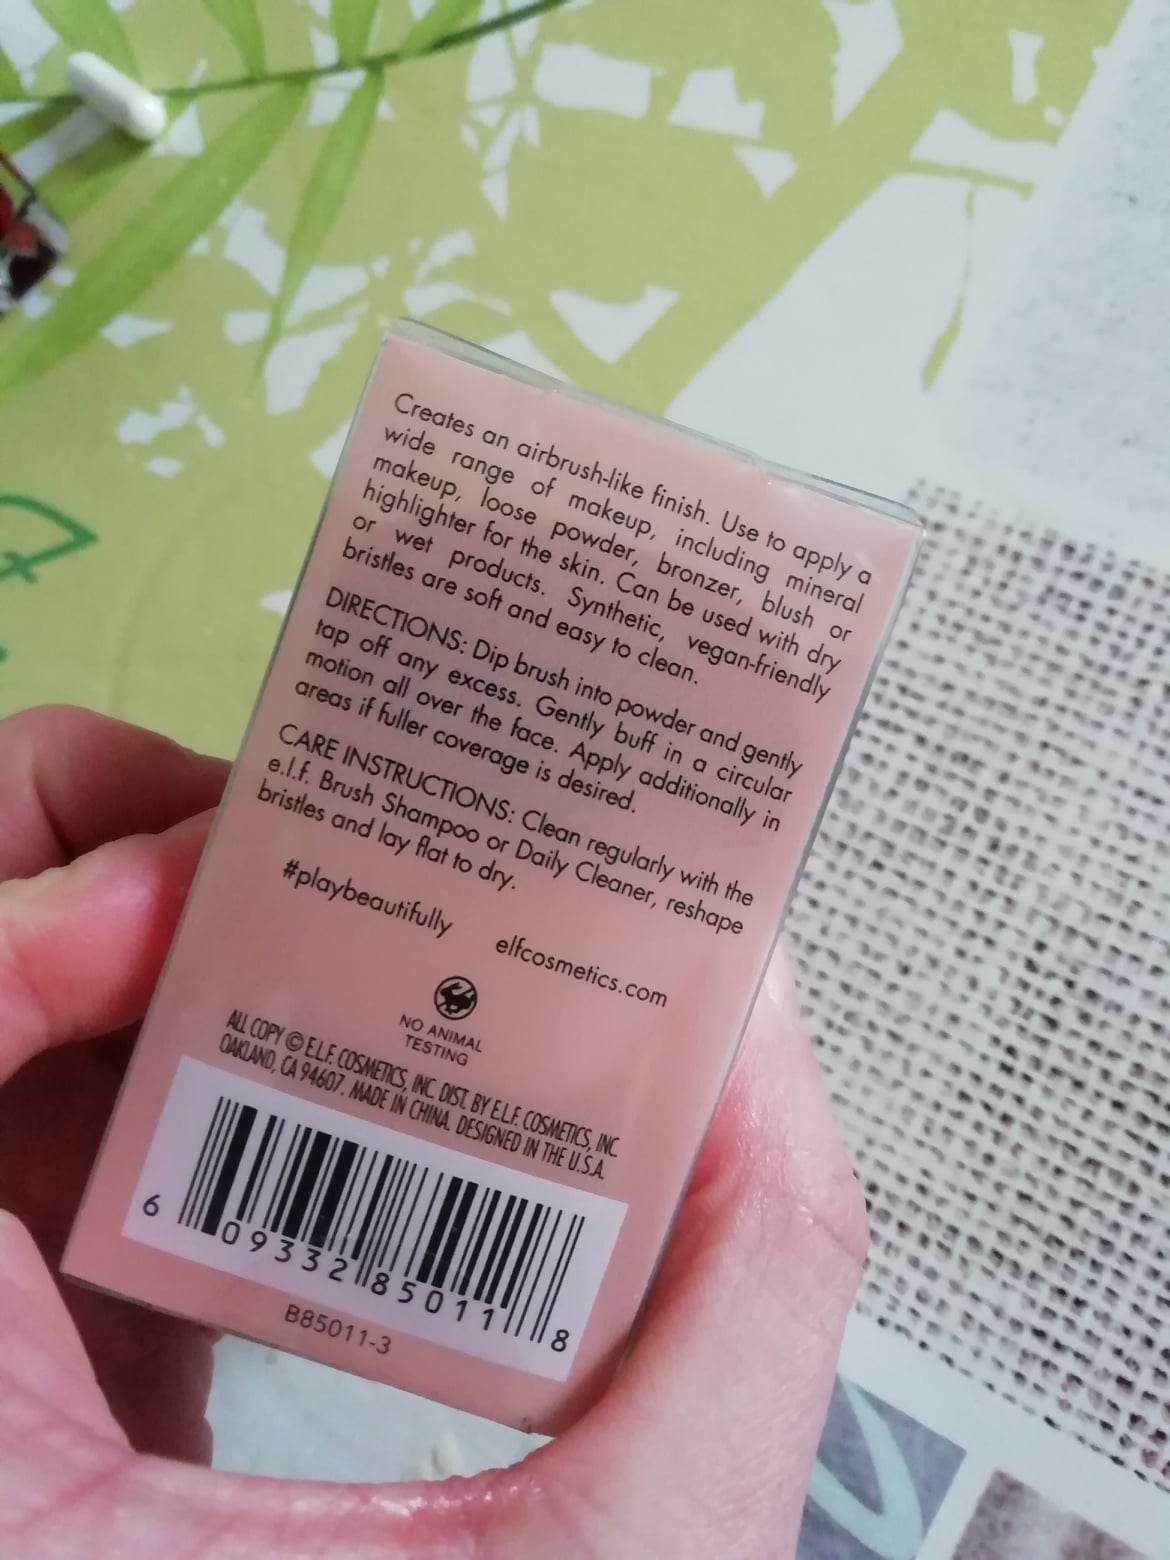 Creates an airbrush-like finish. Use to apply a
wide range of makeup, including mineral
makeup, loose powder, bronzer, blush or
highlighter for the skin. Can be used with dry
or wet products. Synthetic, vegan-friendly
bristles are soft and easy to clean.
DIRECTIONS: Dip brush into powder and gently
tap off any excess. Gently buff in a circular
motion all over the face. Apply additionally in
areas if fuller coverage is desired.
CARE INSTRUCTIONS: Clean regularly with the
e.l.f. Brush Shampoo or Daily Cleaner, reshape
bristles and lay flat to dry.
#playbeautifully elfcosmetics.com
NO ANIMAL
TESTING
ALL COPY © E.L.F. COSMETICS, INC. DIST. BY E.L.F. COSMETICS, INC
OAKLAND, CA 94607. MADE IN CHINA. DESIGNED IN THE U.S.A.
6 09332 85011 8
B85011-3